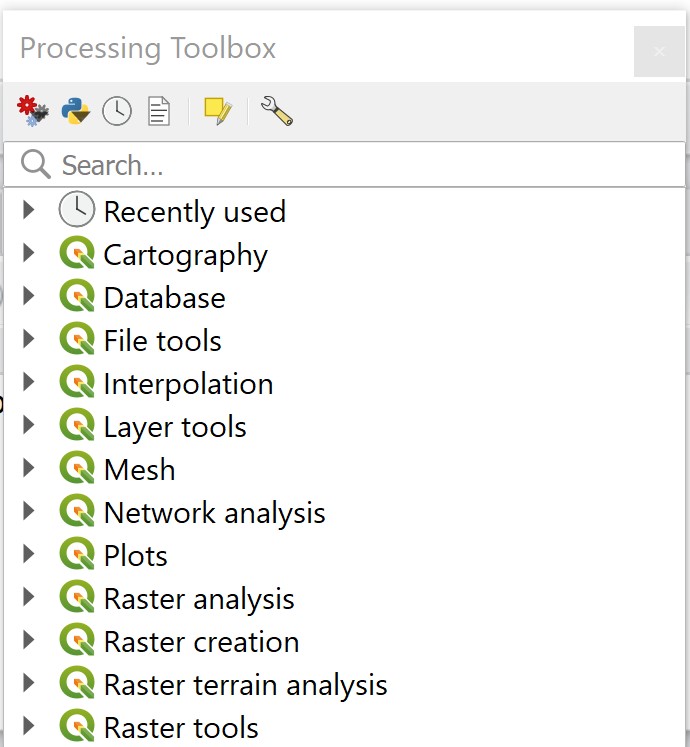 Processing Toolbox
Search...
Recently used
Cartography
Database
File tools
Interpolation
Layer tools
Mesh
Network analysis
Plots
Raster analysis
Raster creation
Raster terrain analysis
Raster tools